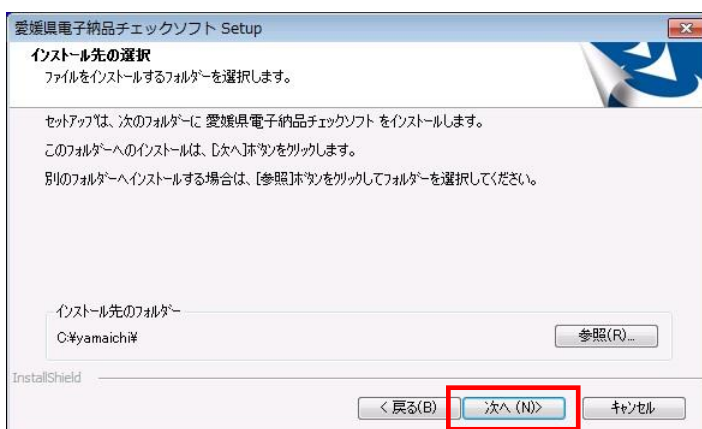 愛媛県電子納品チェックソフト Setup
インストール先の選択
ファイルをインストールするフォルダーを選択します。
セットアップは、次のフォルダーに 愛媛県電子納品チェックソフト をインストールします。
このフォルダーへのインストールは、[次へ]ボタンをクリックします。
別のフォルダーへインストールする場合は、[参照]ボタンをクリックしてフォルダーを選択してください。
インストール先のフォルダー
C:¥yamaichi¥
参照(R)...
InstallShield
< 戻る(B)
次へ (N)>
キャンセル